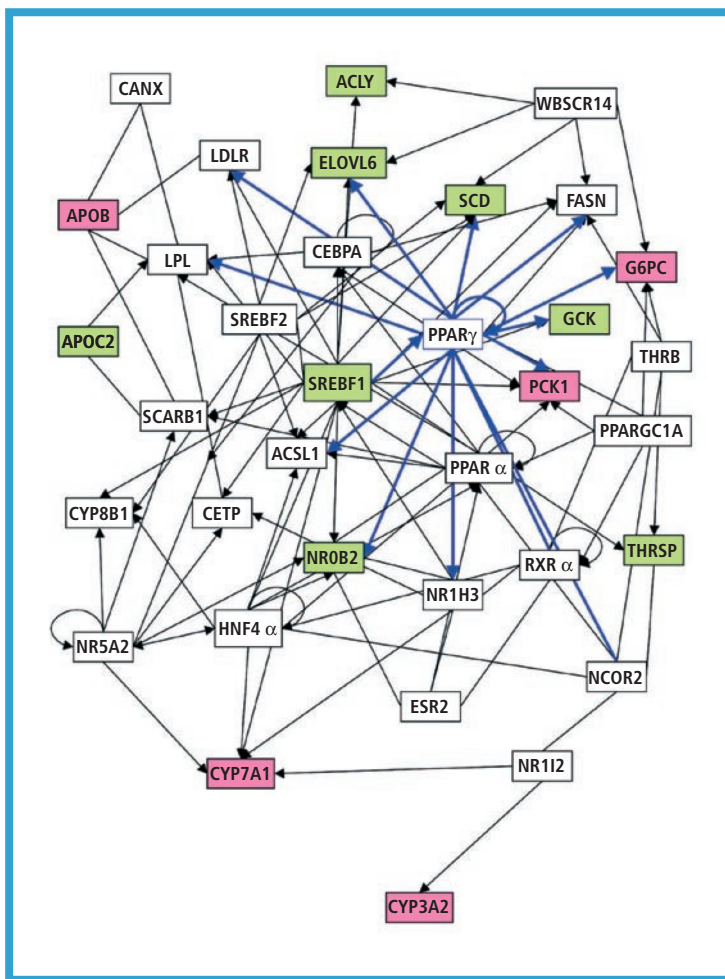 ACLY
CANX
WBSCR14
LDLR
ELOVL6
SCD
FASN
APOB
CEBPA
LPL
G6PC
SREBF2
GCK
PPARγ
APOC2
THRB
SREBF1
PCK1
SCARB1
PPARGC1A
ACSL1
PPAR α
CYP8B1
CETP
THRSP
NR0B2
RXR α
NR1H3
HNF4 α
NR5A2
NCOR2
ESR2
NR1I2
CYP7A1
CYP3A2